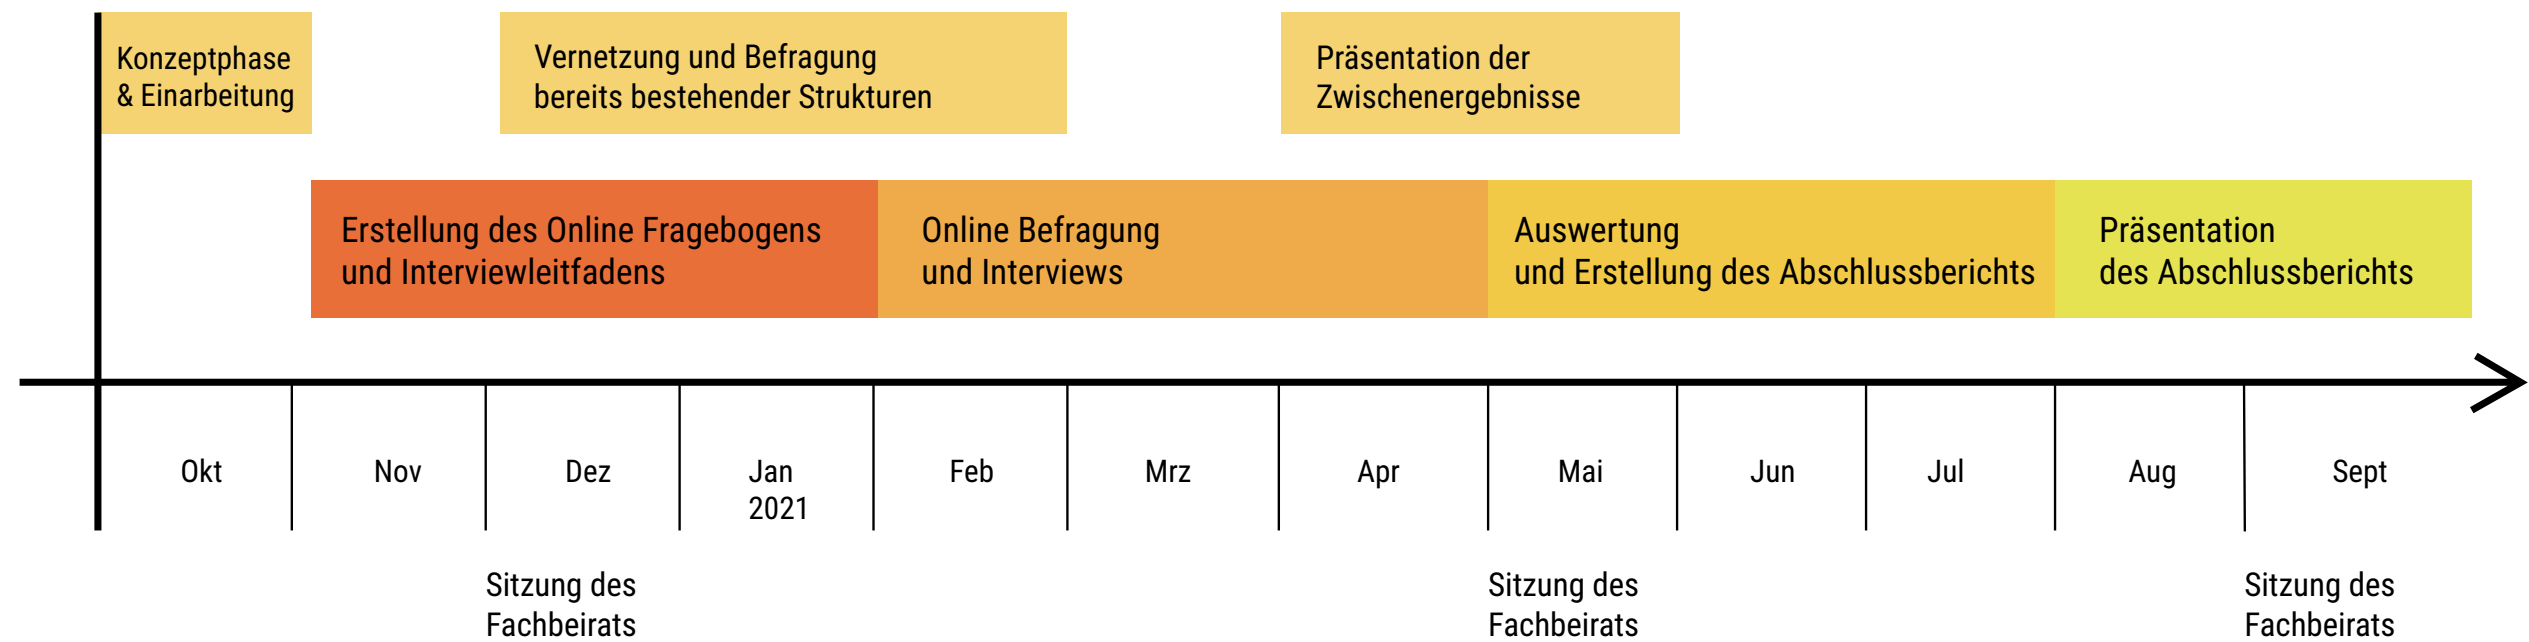 Konzeptphase
& Einarbeitung
Vernetzung und Befragung
bereits bestehender Strukturen
Präsentation der
Zwischenergebnisse
Erstellung des Online Fragebogens
und Interviewleitfadens
Online Befragung
und Interviews
Auswertung
und Erstellung des Abschlussberichts
Präsentation
des Abschlussberichts
Okt
Nov
Dez
Jan
2021
Feb
Mrz
Apr
Mai
Jun
Jul
Aug
Sept
Sitzung des
Fachbeirats
Sitzung des
Fachbeirats
Sitzung des
Fachbeirats